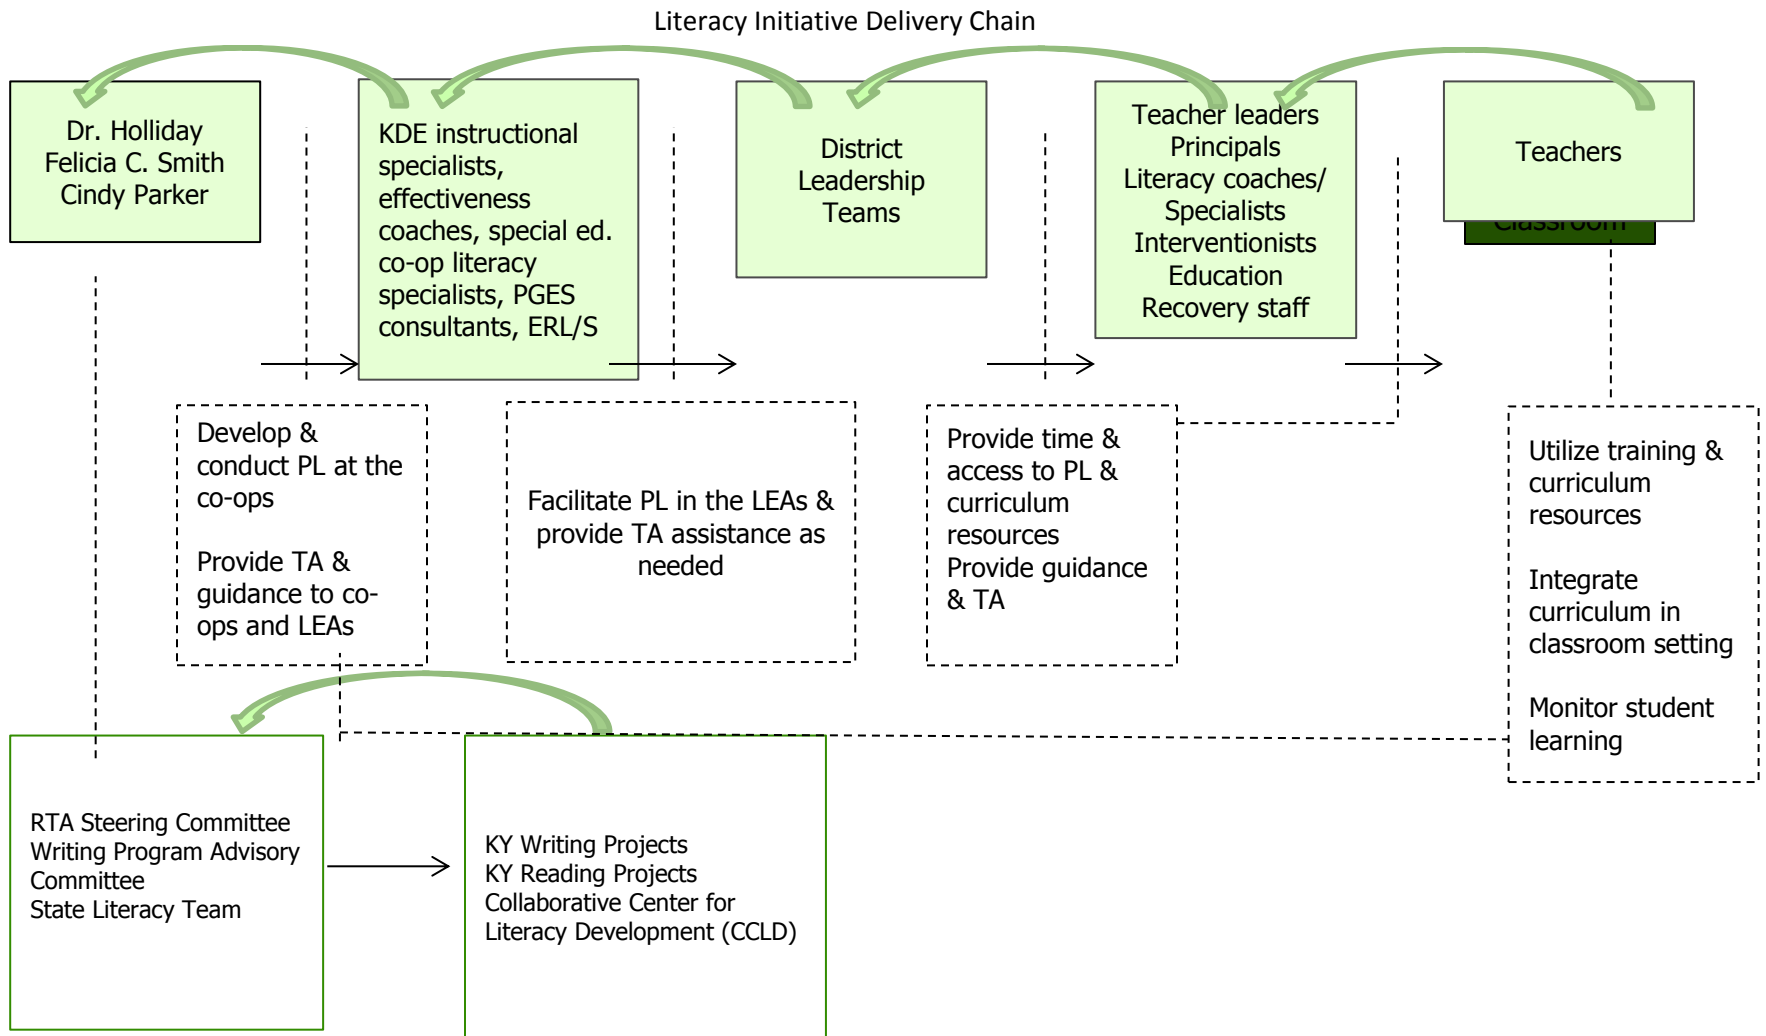 Literacy Initiative Delivery Chain
Dr. Holliday
Felicia C. Smith
Cindy Parker
KDE instructional
specialists,
effectiveness
coaches, special ed.
co-op literacy
specialists, PGES
consultants, ERL/S
District
Leadership
Teams
Teacher leaders
Principals
Literacy coaches/
Specialists
Interventionists
Education
Recovery staff
Teachers
Classroom
Develop &
conduct PL at the
co-ops
Provide TA &
guidance to co-
ops and LEAs
Facilitate PL in the LEAs &
provide TA assistance as
needed
Provide time &
access to PL &
curriculum
resources
Provide guidance
& TA
Utilize training &
curriculum
resources
Integrate
curriculum in
classroom setting
Monitor student
learning
RTA Steering Committee
Writing Program Advisory
Committee
State Literacy Team
KY Writing Projects
KY Reading Projects
Collaborative Center for
Literacy Development (CCLD)